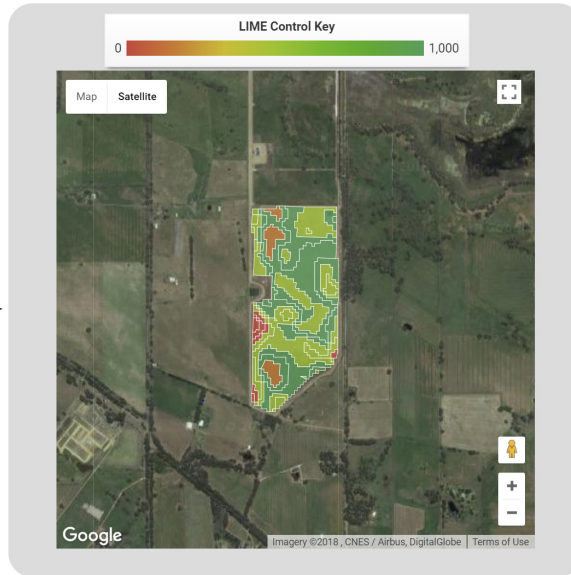 LIME Control Key
0 1,000
Map Satellite
Google
Imagery ©2018 , CNES / Airbus, DigitalGlobe Terms of Use